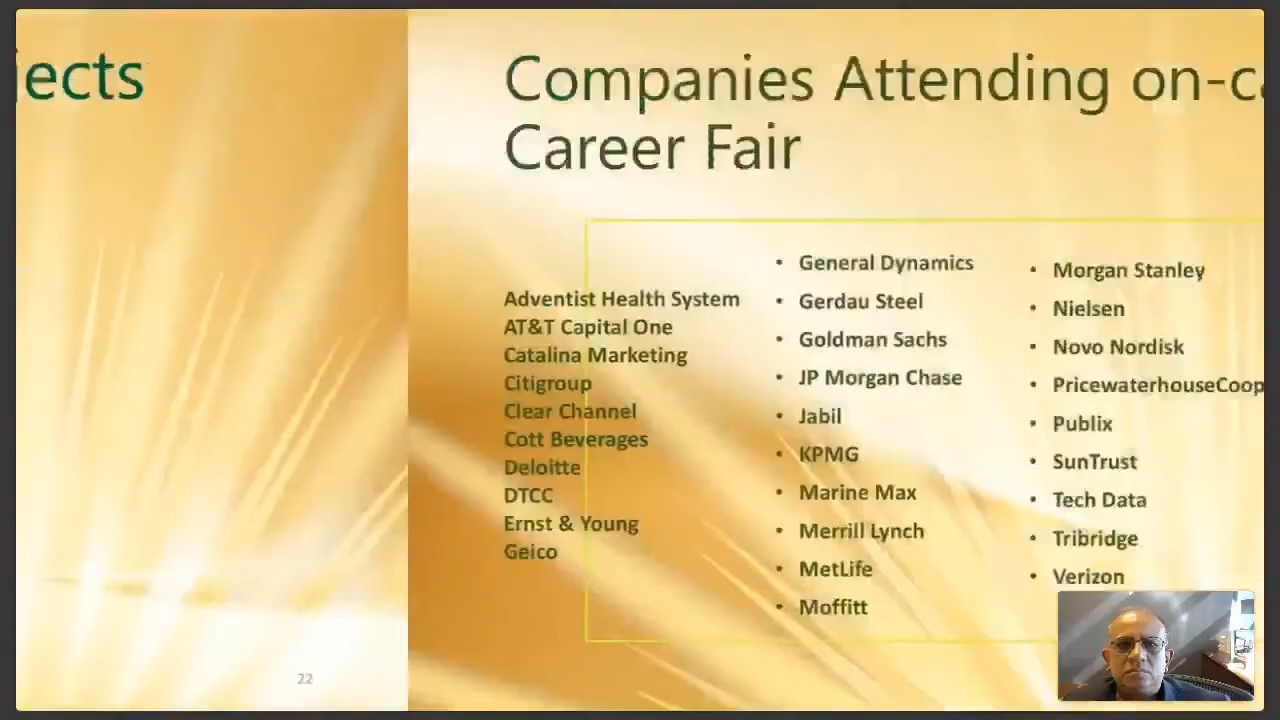 jects
Companies Attending on-ca
Career Fair
Adventist Health System
AT&T Capital One
Catalina Marketing
Citigroup
Clear Channel
Cott Beverages
Deloitte
DTCC
Ernst & Young
Geico
• General Dynamics
• Gerdau Steel
• Goldman Sachs
• JP Morgan Chase
• Jabil
• KPMG
• Marine Max
• Merrill Lynch
• MetLife
• Moffitt
• Morgan Stanley
• Nielsen
• Novo Nordisk
• PricewaterhouseCoop
• Publix
• SunTrust
• Tech Data
• Tribridge
• Verizon
22